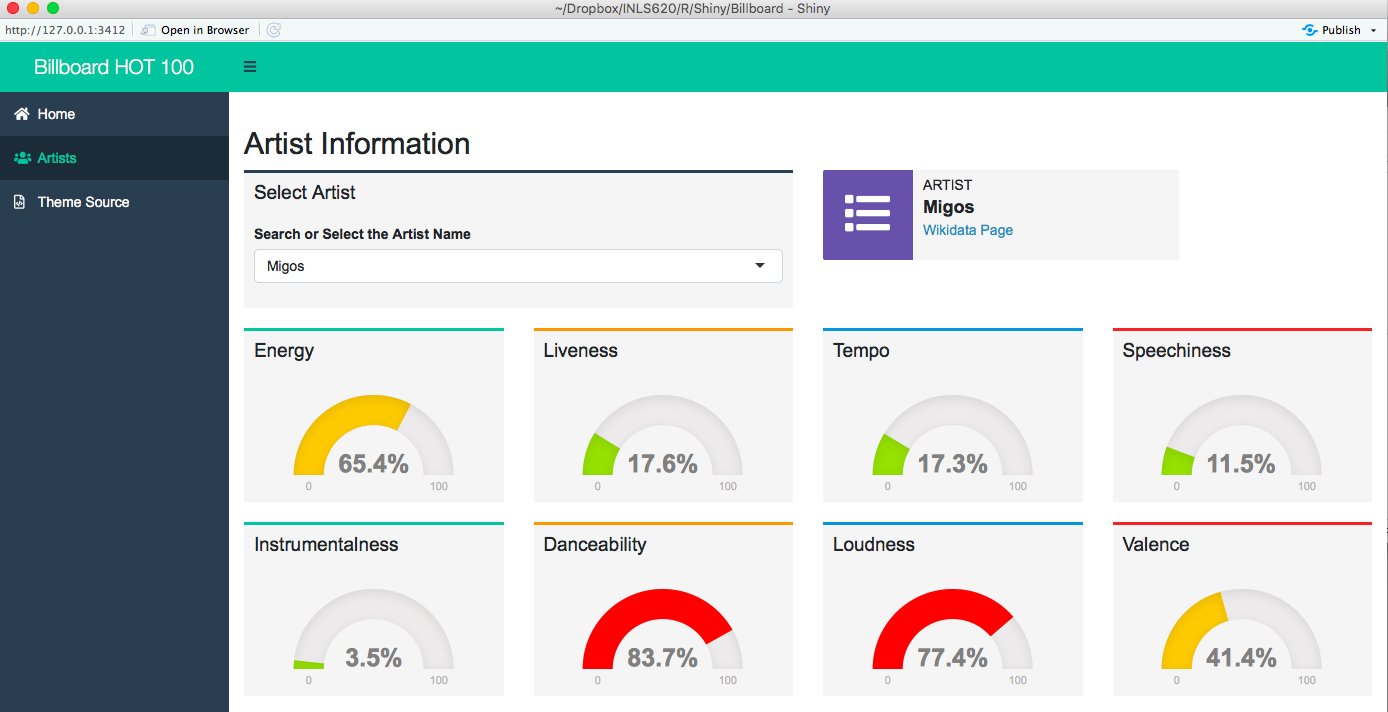 ~/Dropbox/INLS620/R/Shiny/Billboard - Shiny
http://127.0.0.1:3412
Open in Browser
Publish
Billboard HOT 100
Home
Artists
Theme Source
Artist Information
Select Artist
Search or Select the Artist Name
Migos
ARTIST
Migos
Wikidata Page
Energy
65.4%
0 100
Liveness
17.6%
0 100
Tempo
17.3%
0 100
Speechiness
11.5%
0 100
Instrumentalness
3.5%
0 100
Danceability
83.7%
0 100
Loudness
77.4%
0 100
Valence
41.4%
0 100